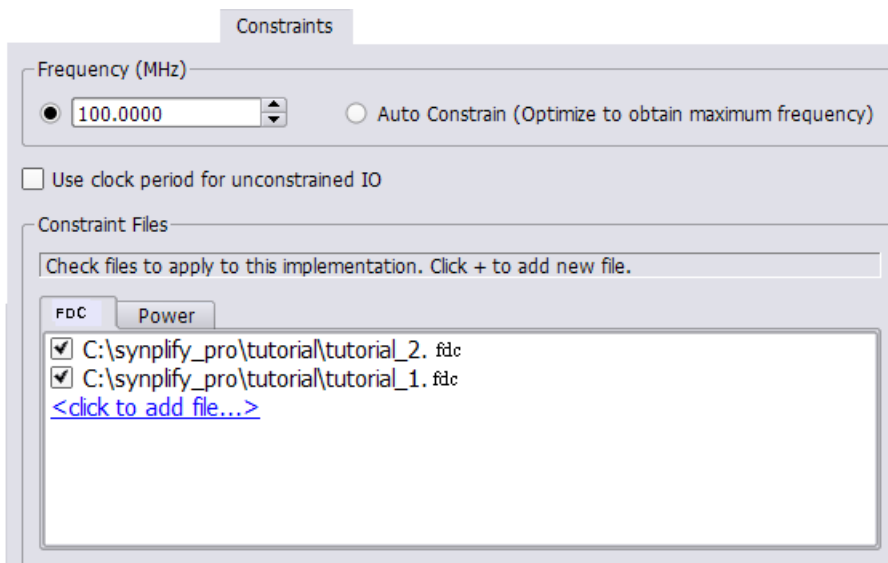 Constraints
Frequency (MHz)
100.0000 Auto Constrain (Optimize to obtain maximum frequency)
Use clock period for unconstrained IO
Constraint Files
Check files to apply to this implementation. Click + to add new file.
FDC Power
C:\synplify_pro\tutorial\tutorial_2. fdc
C:\synplify_pro\tutorial\tutorial_1. fdc
<click to add file...>